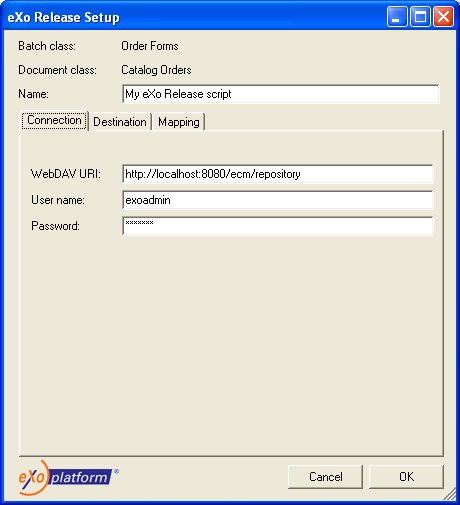 eXo Release Setup
Batch class: Order Forms
Document class: Catalog Orders
Name: My eXo Release script
Connection Destination Mapping
WebDAV URI: http://localhost:8080/ecm/repository
User name: exoadmin
Password: *******
eXo platform ®
Cancel OK